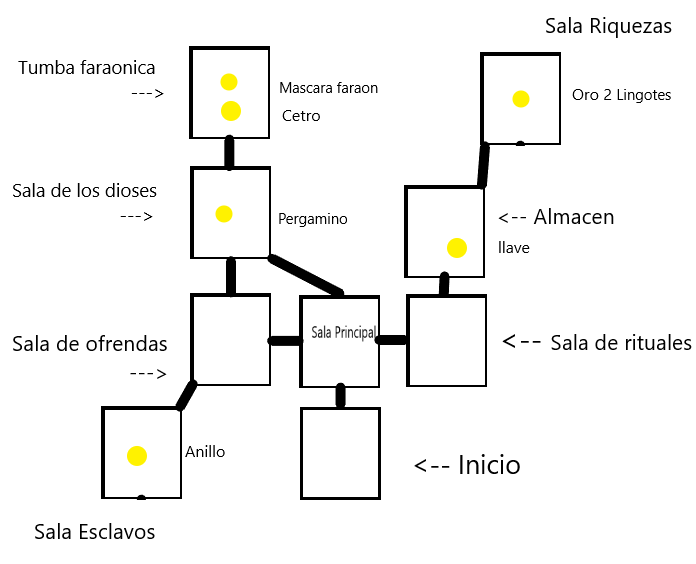 Sala Riquezas
Tumba faraonica
--->
Mascara faraon
Cetro
Oro 2 Lingotes
Sala de los dioses
--->
Pergamino
<-- Almacen
llave
Sala Principal
Sala de ofrendas
--->
<-- Sala de rituales
Anillo
<-- Inicio
Sala Esclavos